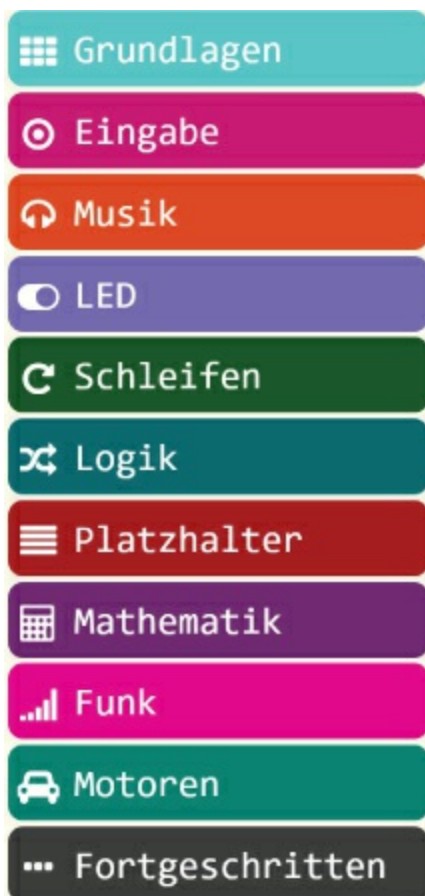 Grundlagen
Eingabe
Musik
LED
Schleifen
Logik
Platzhalter
Mathematik
Funk
Motoren
Fortgeschritten